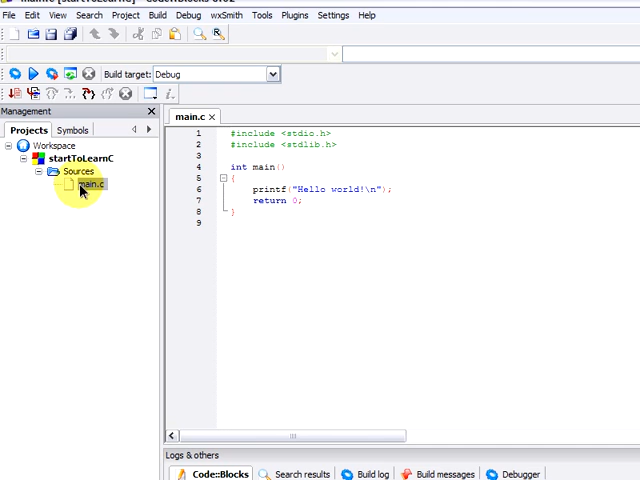 File Edit View Search Project Build Debug wxSmith Tools Plugins Settings Help
Build target: Debug
Management
main.c
Projects Symbols
Workspace
startToLearnC
Sources
main.c
1 #include <stdio.h>
2 #include <stdlib.h>
3
4 int main()
5 {
6 printf("Hello world!\n");
7 return 0;
8 }
9
Logs & others
Code::Blocks Search results Build log Build messages Debugger